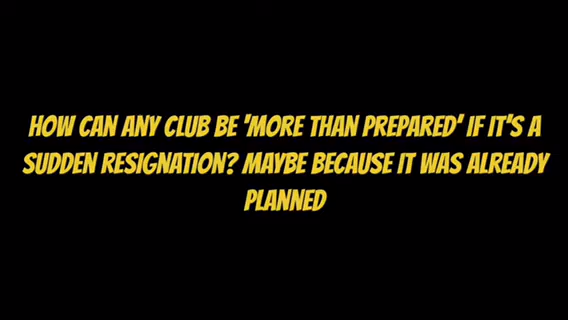 HOW CAN ANY CLUB BE 'MORE THAN PREPARED' IF IT'S A
SUDDEN RESIGNATION? MAYBE BECAUSE IT WAS ALREADY
PLANNED